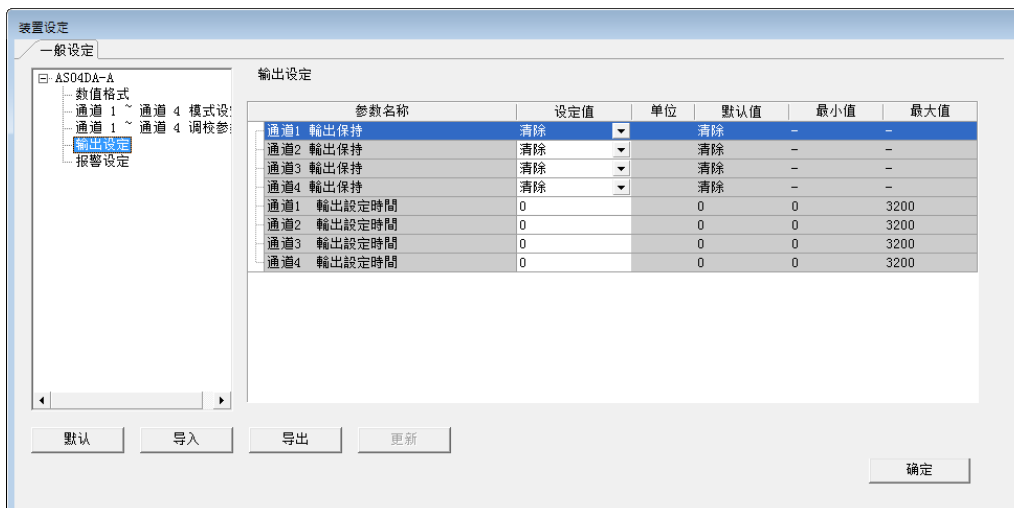 装置设定
一般设定
AS04DA-A
数值格式
通道 1 ~ 通道 4 模式设
通道 1 ~ 通道 4 调校参
输出设定
报警设定
输出设定
参数名称 设定值 单位 默认值 最小值 最大值
通道1 輸出保持 清除 清除 - -
通道2 輸出保持 清除 清除 - -
通道3 輸出保持 清除 清除 - -
通道4 輸出保持 清除 清除 - -
通道1 輸出設定時間 0 0 0 3200
通道2 輸出設定時間 0 0 0 3200
通道3 輸出設定時間 0 0 0 3200
通道4 輸出設定時間 0 0 0 3200
默认 导入 导出 更新
确定